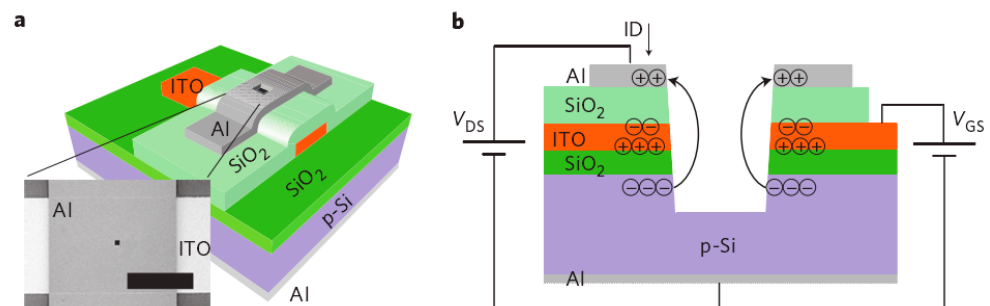 a
ITO
Al
SiO2
SiO2
p-Si
Al
Al
ITO
b
ID
Al
SiO2
VDS
ITO
SiO2
VGS
p-Si
Al